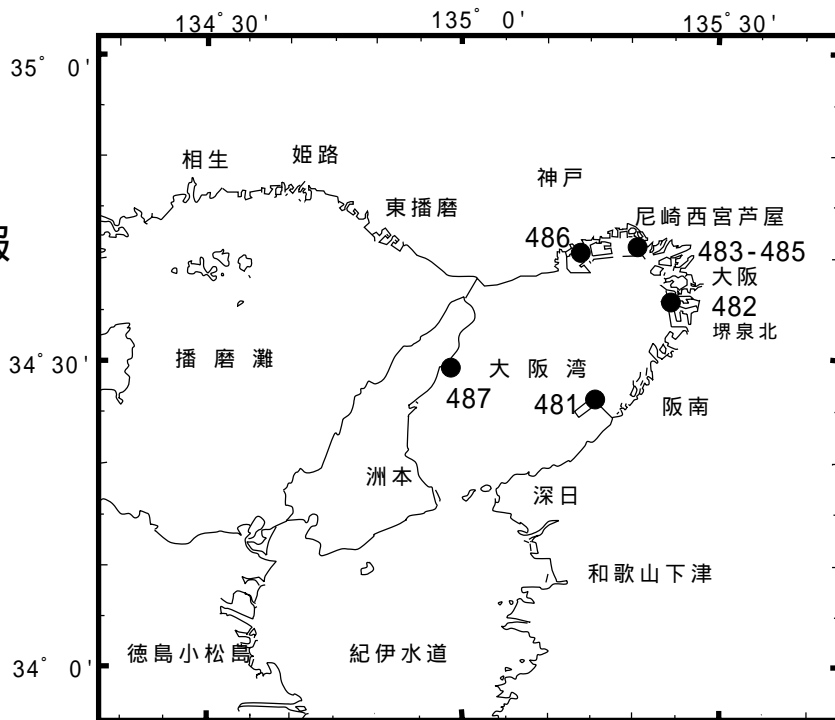 134°30'
135°0'
135°30'
35°0'
神戸
姫路
相生
東播磨
尼崎西宮芦屋
報
486
483-485
大阪
482
堺泉北
34°30'
播磨灘
大阪湾
487
481
阪南
洲本
深日
和歌山下津
徳島小松島
紀伊水道
34°0'